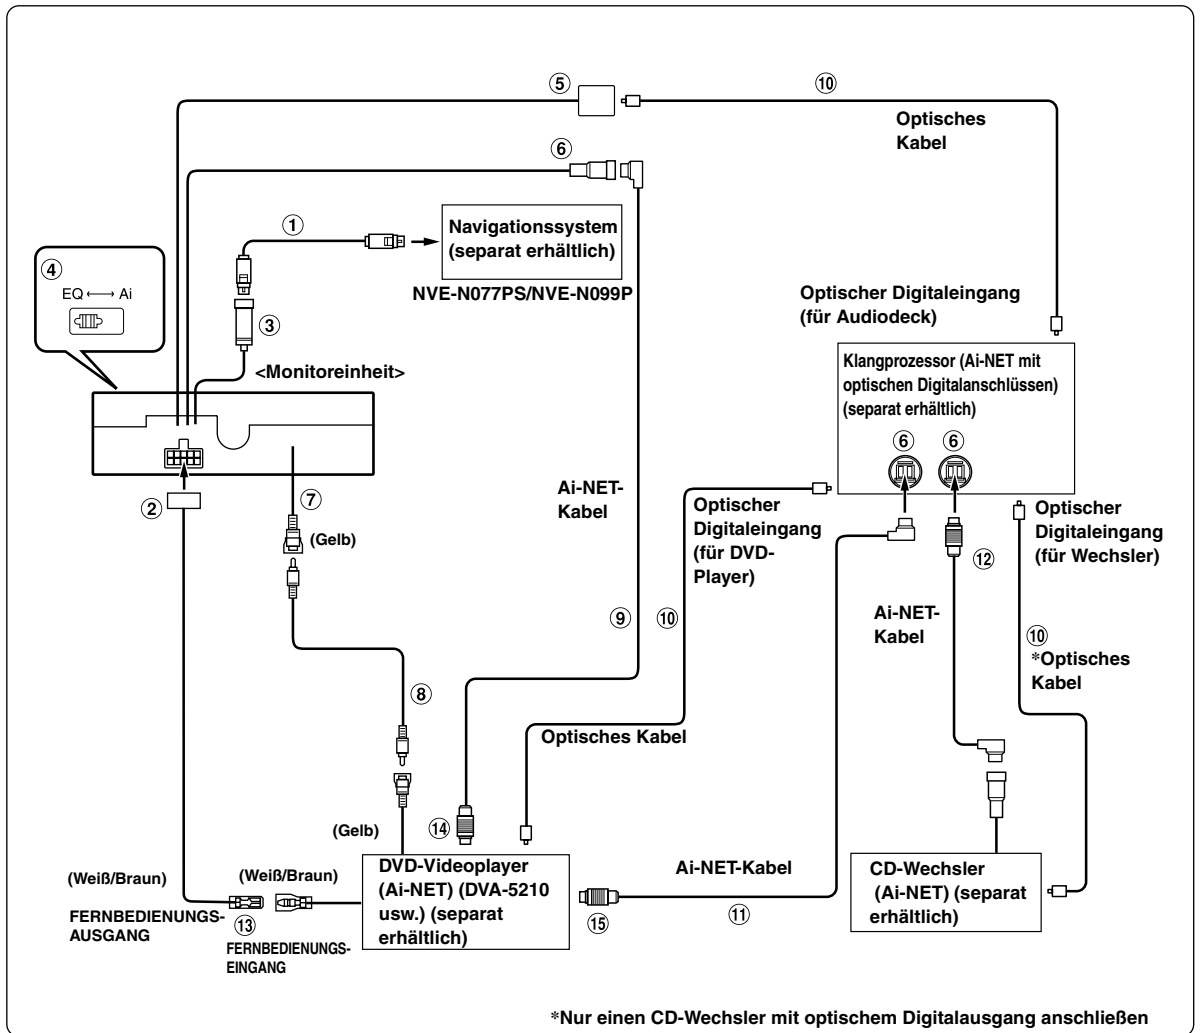 ⑤
⑩
Optisches
Kabel
⑥
①
Navigationssystem
(separat erhältlich)
NVE-N077PS/NVE-N099P
④
EQ ⟷ Ai
③
<Monitoreinheit>
Optischer Digitaleingang
(für Audiodeck)
Klangprozessor (Ai-NET mit
optischen Digitalanschlüssen)
(separat erhältlich)
⑥
⑥
②
⑦
(Gelb)
Ai-NET-
Kabel
Optischer
Digitaleingang
(für DVD-
Player)
Optischer
Digitaleingang
(für Wechsler)
⑫
⑨
⑩
Ai-NET-
Kabel
⑩
*Optisches
Kabel
⑧
Optisches Kabel
(Gelb)
⑭
DVD-Videoplayer
(Ai-NET) (DVA-5210
usw.) (separat
erhältlich)
Ai-NET-Kabel
⑮
⑪
CD-Wechsler
(Ai-NET) (separat
erhältlich)
(Weiß/Braun)
(Weiß/Braun)
FERNBEDIENUNGS-
AUSGANG
⑬
FERNBEDIENUNGS-
EINGANG
*Nur einen CD-Wechsler mit optischem Digitalausgang anschließen